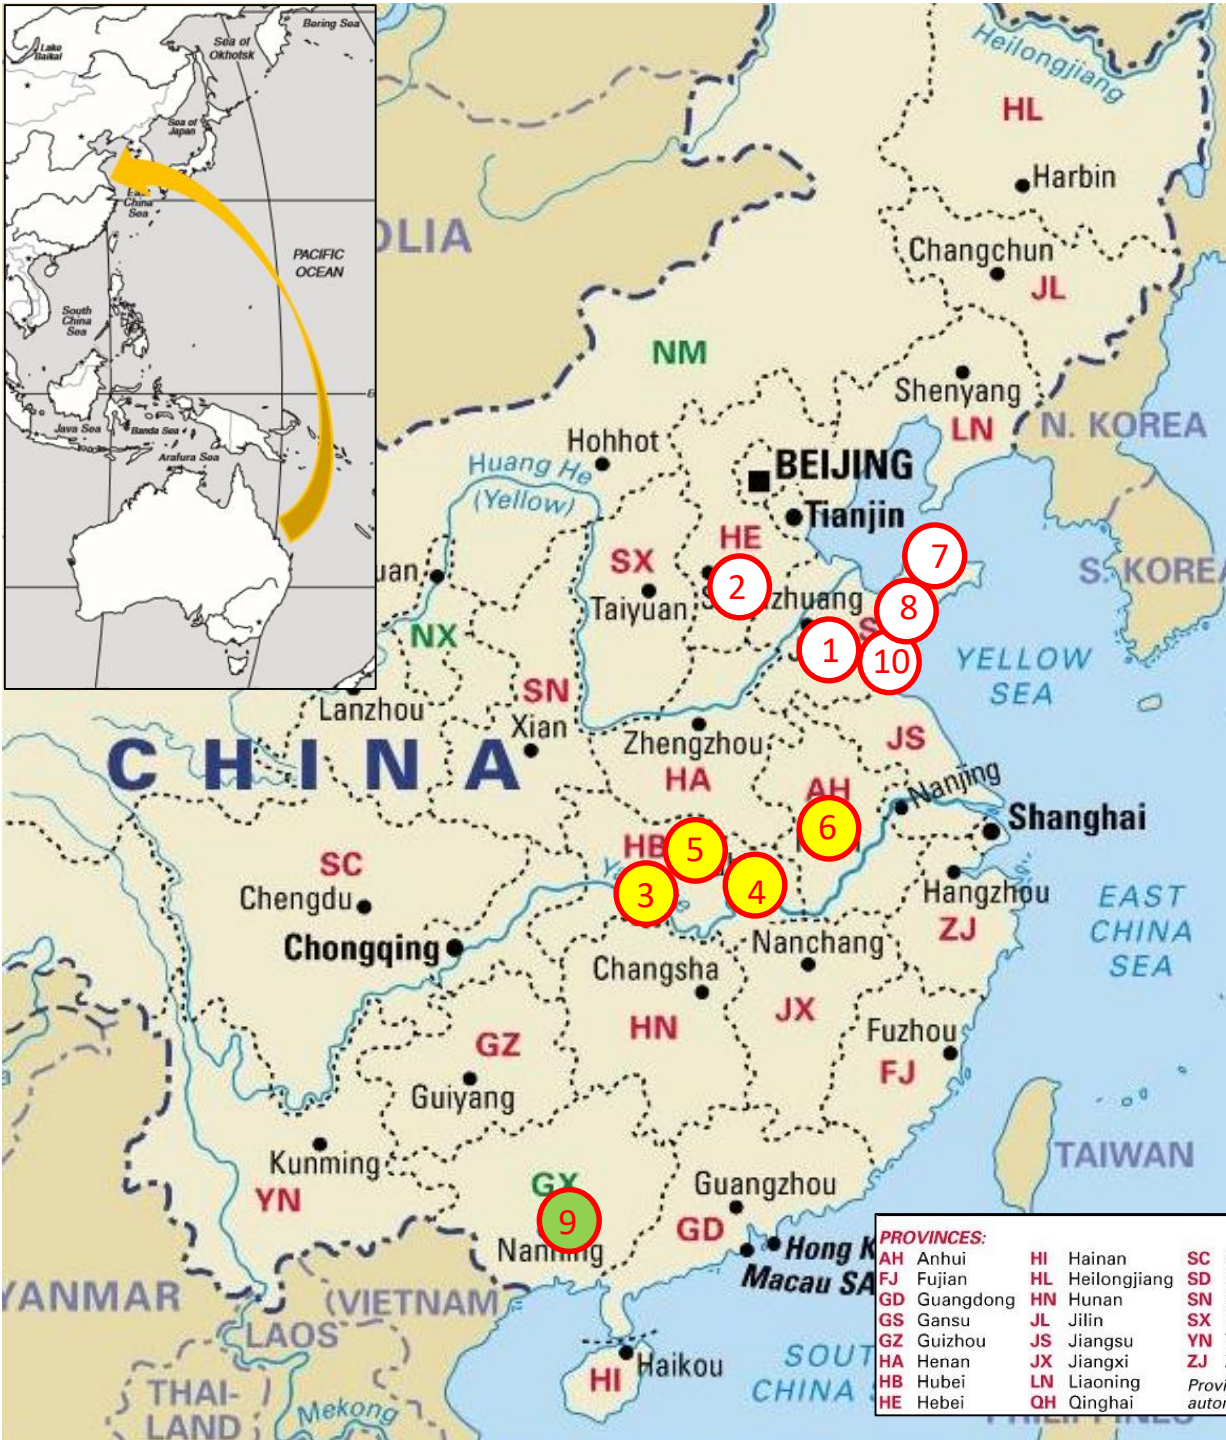 Bering Sea
Sea of
Okhotsk
Lake
Baikal
Sea of
Japan
East
China
Sea
PACIFIC
OCEAN
South
China
Sea
Java Sea
Banda Sea
Arafura Sea
Heilongjiang
HL
Harbin
Changchun
JL
OLIA
NM
Shenyang
LN
N. KOREA
Hohhot
Huang He
(Yellow)
BEIJING
Tianjin
HE
SX
7
S. KOREA
uan
2
zhuang
Taiyuan
8
NX
1
10
YELLOW
SEA
SN
Lanzhou
Xian
Zhengzhou
JS
CHINA
HA
AH
Nanjing
Shanghai
6
HB
5
SC
Chengdu
3
4
Hangzhou
EAST
CHINA
SEA
ZJ
Chongqing
Nanchang
Changsha
JX
HN
Fuzhou
GZ
FJ
Guiyang
Kunming
TAIWAN
YN
GX
Guangzhou
9
GD
Nanning
Hong K
Macau SA
YANMAR
(VIETNAM
LAOS
Haikou
HI
SOUT
CHINA
THAI-
LAND
Mekong
PHILIPPINES
PROVINCES:
AH Anhui HI Hainan SC
FJ Fujian HL Heilongjiang SD
GD Guangdong HN Hunan SN
GS Gansu JL Jilin SX
GZ Guizhou JS Jiangsu YN
HA Henan JX Jiangxi ZJ
HB Hubei LN Liaoning Provi
HE Hebei QH Qinghai auton